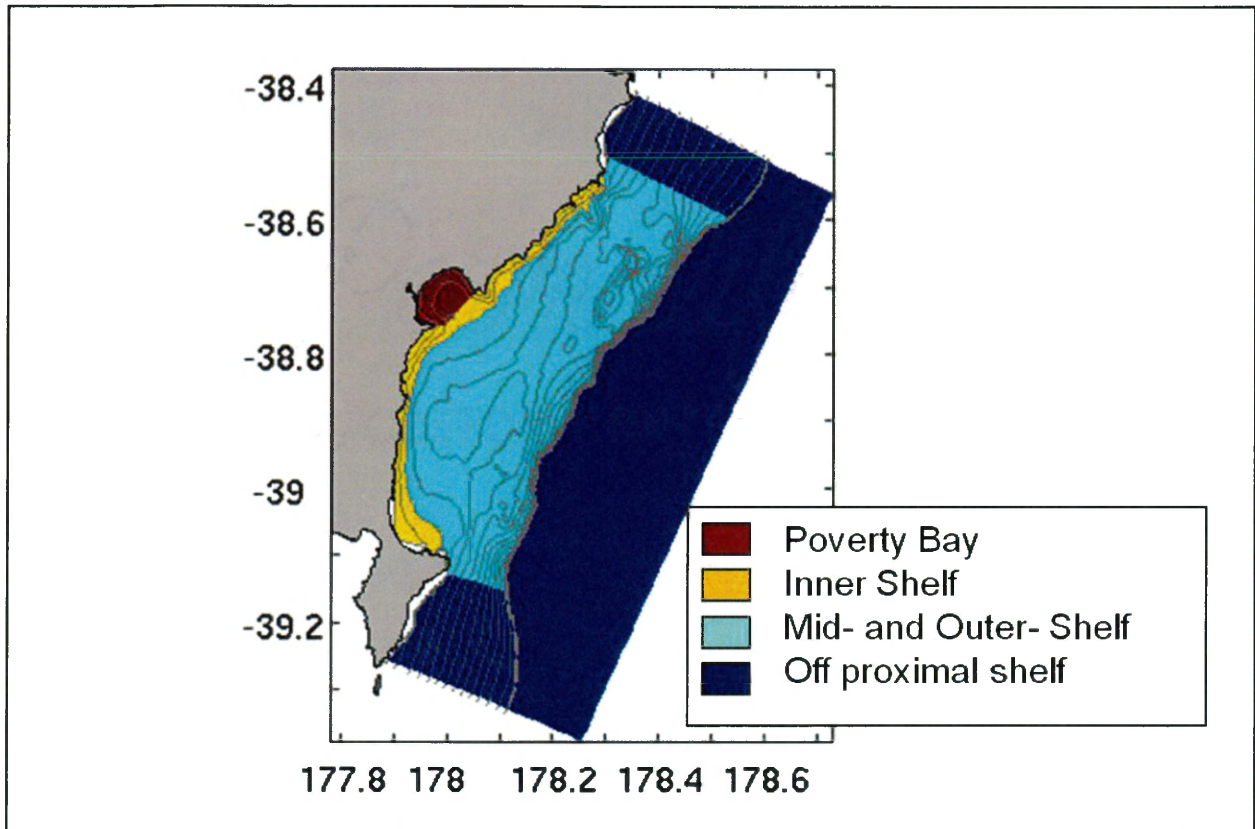 -38.4
-38.6
-38.8
-39
-39.2
177.8 178 178.2 178.4 178.6
Poverty Bay
Inner Shelf
Mid- and Outer- Shelf
Off proximal shelf